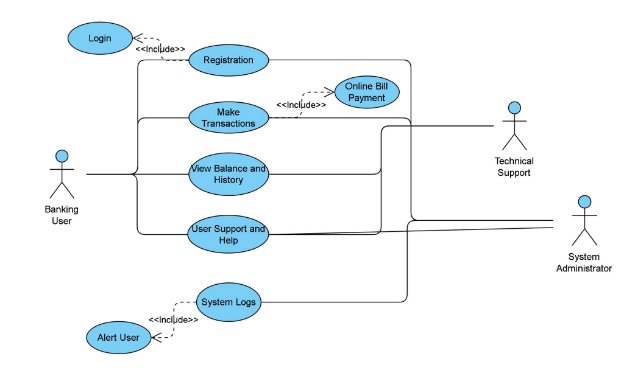 Login
<<Include>>
Registration
Online Bill
Payment
<<Include>>
Make
Transactions
Technical
Support
View Balance and
History
Banking
User
User Support and
Help
System
Administrator
System Logs
<<Include>>
Alert User